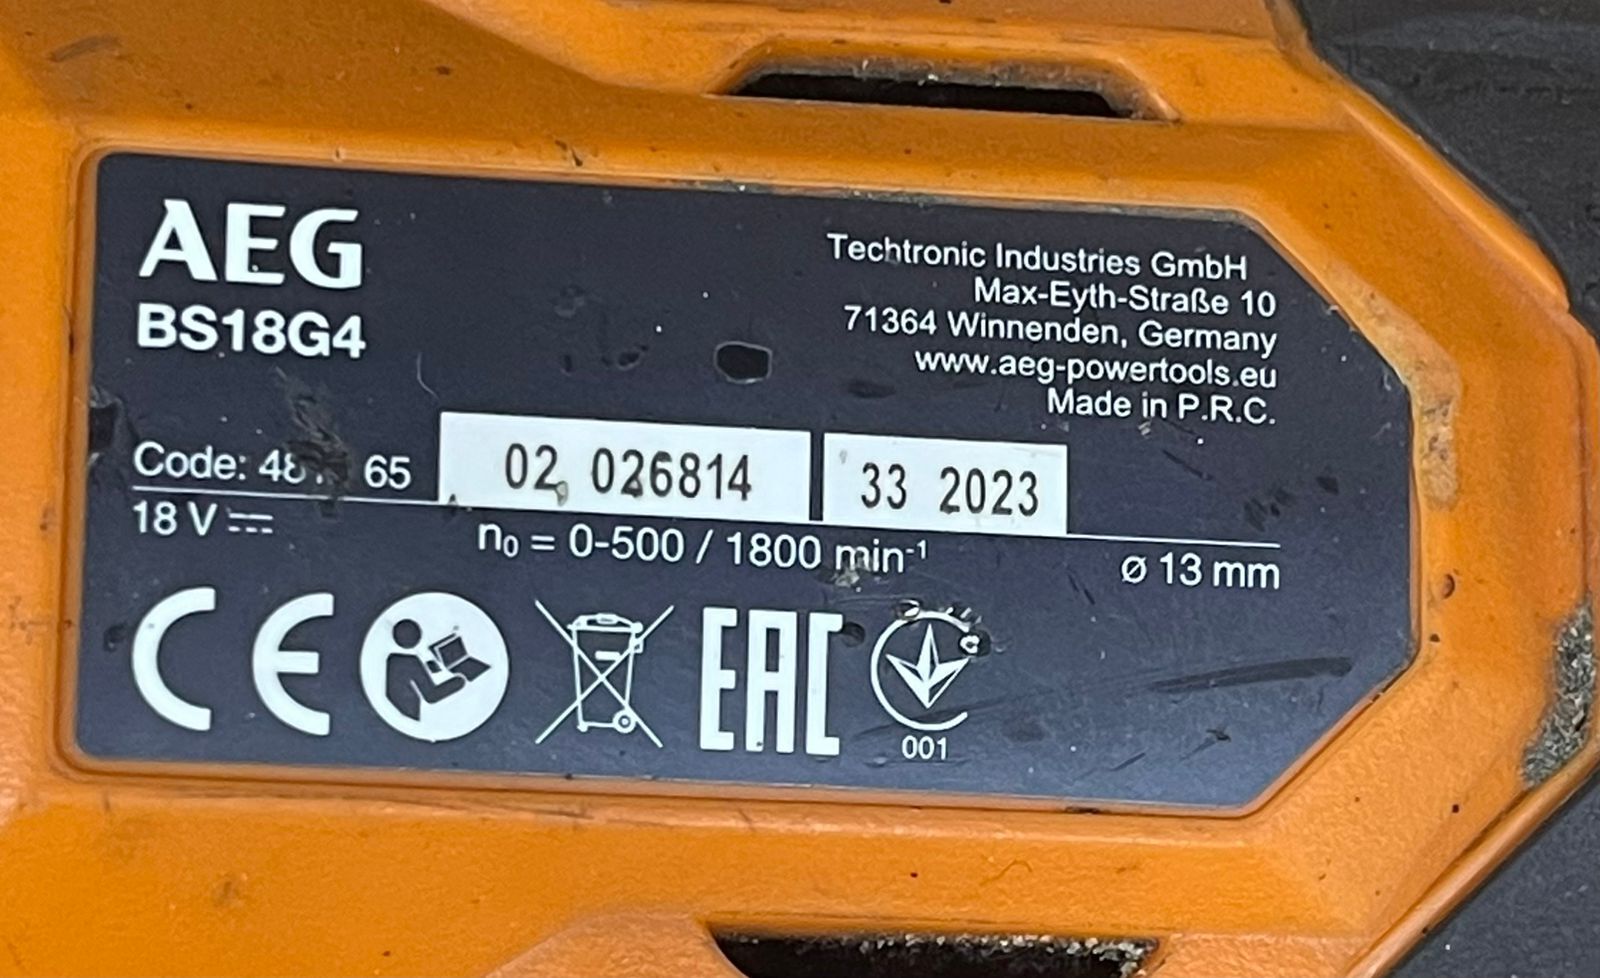 AEG
BS18G4
Techtronic Industries GmbH
Max-Eyth-Straße 10
71364 Winnenden, Germany
www.aeg-powertools.eu
Made in P.R.C.
Code: 65
02 026814
33 2023
18 V
n₀ = 0-500 / 1800 min⁻¹
ø 13 mm
CE
EAC
001